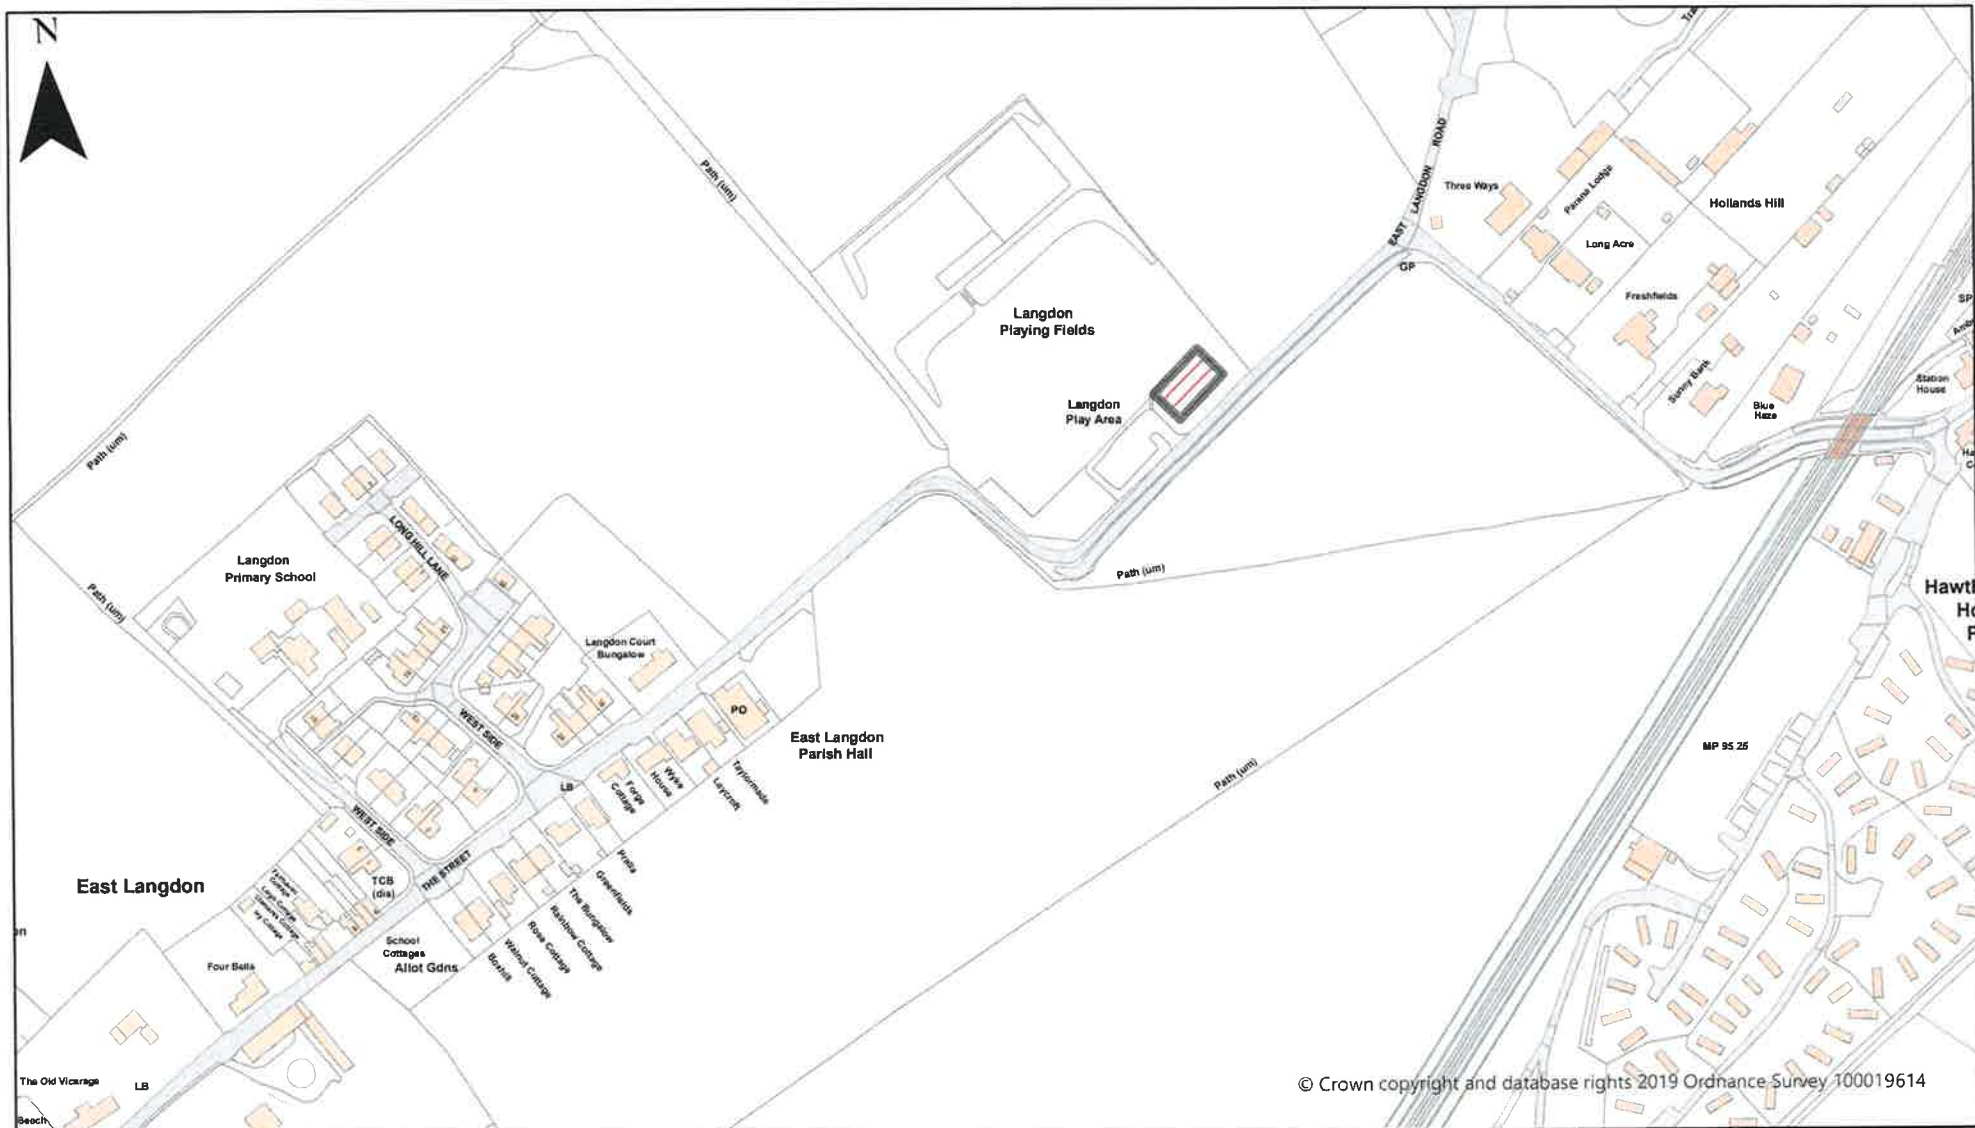 N
Path (um)
EAST LANGDON ROAD
Three Ways
Parana Lodge
Hollands Hill
Long Acre
GP
Freshfields
SP
Langdon
Playing Fields
Sunny Bank
Station
House
Blue
Haze
Langdon
Play Area
Path (um)
LONG HILL LANE
Langdon
Primary School
Path (um)
Path (um)
Langdon Court
Bungalow
PO
WEST SIDE
East Langdon
Parish Hall
MP 95.25
Path (um)
LB
Forge
Cottage
Wyke
House
Laycroft
Taylormade
WEST SIDE
THE STREET
TCB
(dis)
East Langdon
Greenfields
The Bungalow
Rainbow Cottage
Rose Cottage
Walnut Cottage
Boxhill
School
Cottages
Allot Gdns
Ivy Cottage
Four Bells
The Old Vicarage
LB
Beech
© Crown copyright and database rights 2019 Ordnance Survey 100019614